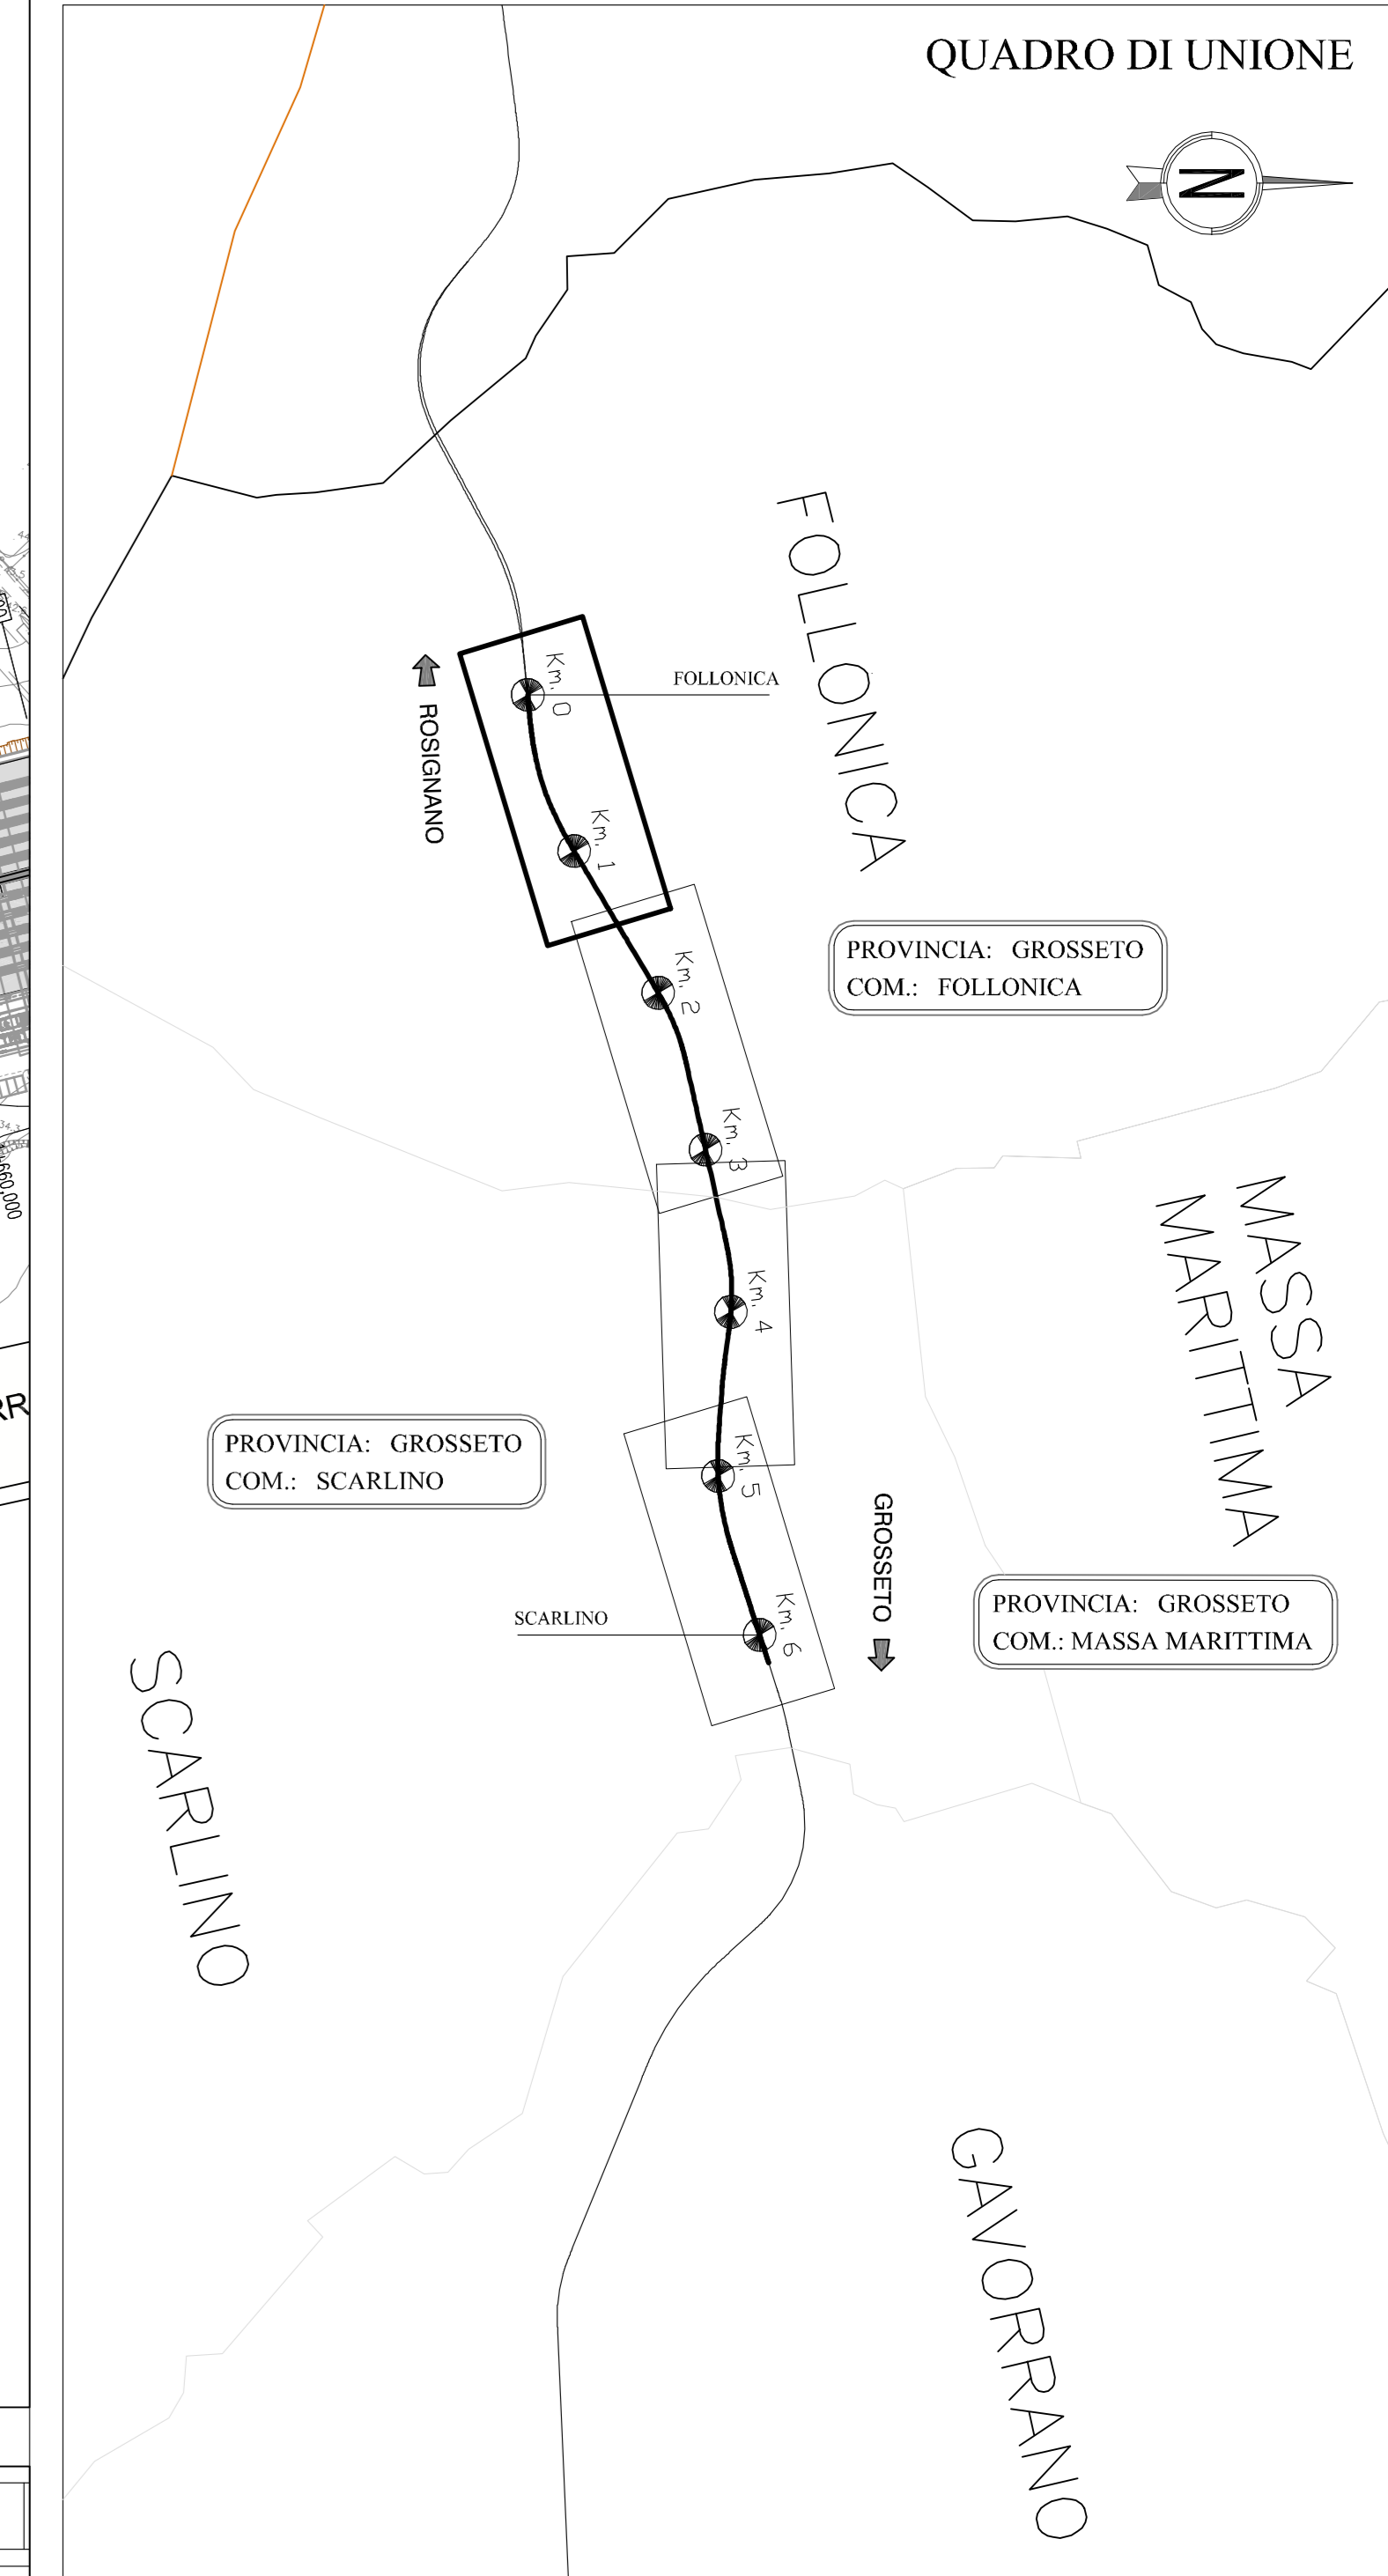 QUADRO DI UNIONE
N
FOLLONICA
Km. 0
FOLLONICA
ROSIGNANO
Km. 1
PROVINCIA: GROSSETO
COM.: FOLLONICA
Km. 2
Km. 3
MASSA
MARITTIMA
Km. 4
PROVINCIA: GROSSETO
COM.: SCARLINO
Km. 5
GROSSETO
PROVINCIA: GROSSETO
COM.: MASSA MARITTIMA
Km. 6
SCARLINO
SCARLINO
GAVORRANO